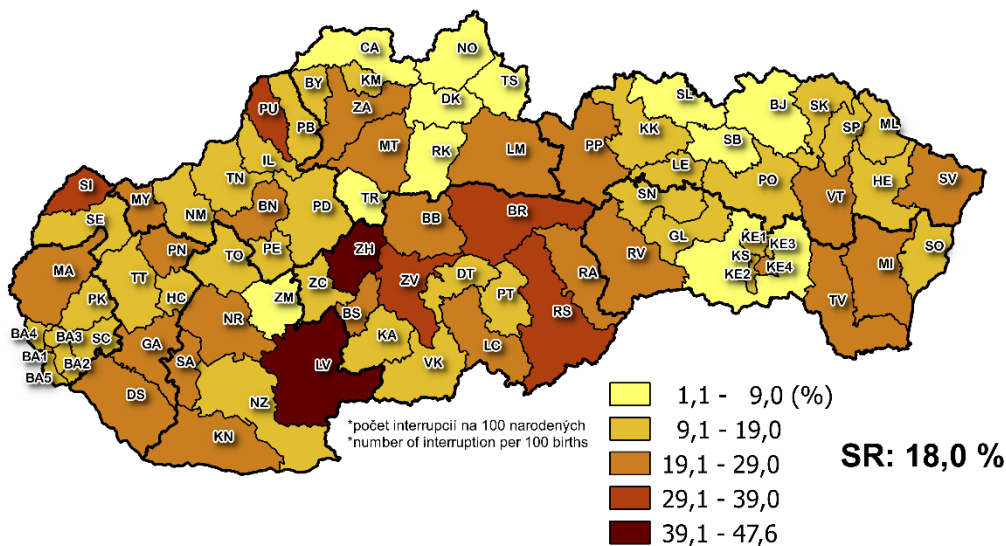 CA
NO
TS
BY
KM
DK
PU
PB
ZA
SL
BJ
SK
SP
ML
KK
SB
MT
RK
LM
PP
IL
LE
PO
HE
SV
TN
SI
MY
NM
BN
PD
TR
VT
SE
BB
BR
SN
PN
PE
ZH
GL
KE1
KE3
KS
KE2
KE4
RV
SO
MA
TT
TO
ZC
ZV
DT
RA
MI
PK
HC
ZM
PT
TV
NR
BS
RS
BA4
BA3
SC
GA
KA
LC
BA1
BA2
SA
LV
VK
BA5
DS
NZ
KN
*počet interrupcií na 100 narodených
*number of interruption per 100 births
1,1 - 9,0 (%)
9,1 - 19,0
19,1 - 29,0
29,1 - 39,0
39,1 - 47,6
SR: 18,0 %